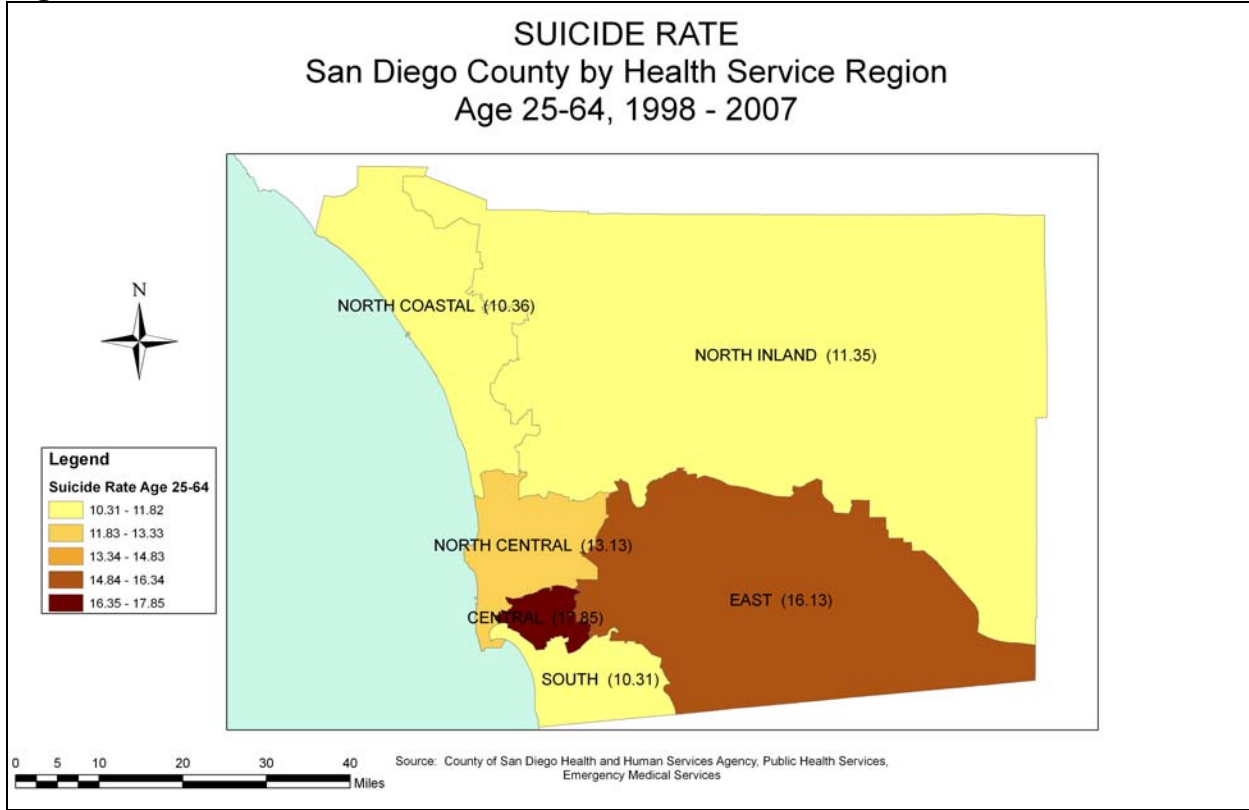 SUICIDE RATE
San Diego County by Health Service Region
Age 25-64, 1998 - 2007
N
NORTH COASTAL (10.36)
NORTH INLAND (11.35)
Legend
Suicide Rate Age 25-64
10.31 - 11.82
11.83 - 13.33
13.34 - 14.83
14.84 - 16.34
16.35 - 17.85
NORTH CENTRAL (13.13)
EAST (16.13)
CENTRAL (17.85)
SOUTH (10.31)
0 5 10 20 30 40
Miles
Source: County of San Diego Health and Human Services Agency, Public Health Services,
Emergency Medical Services